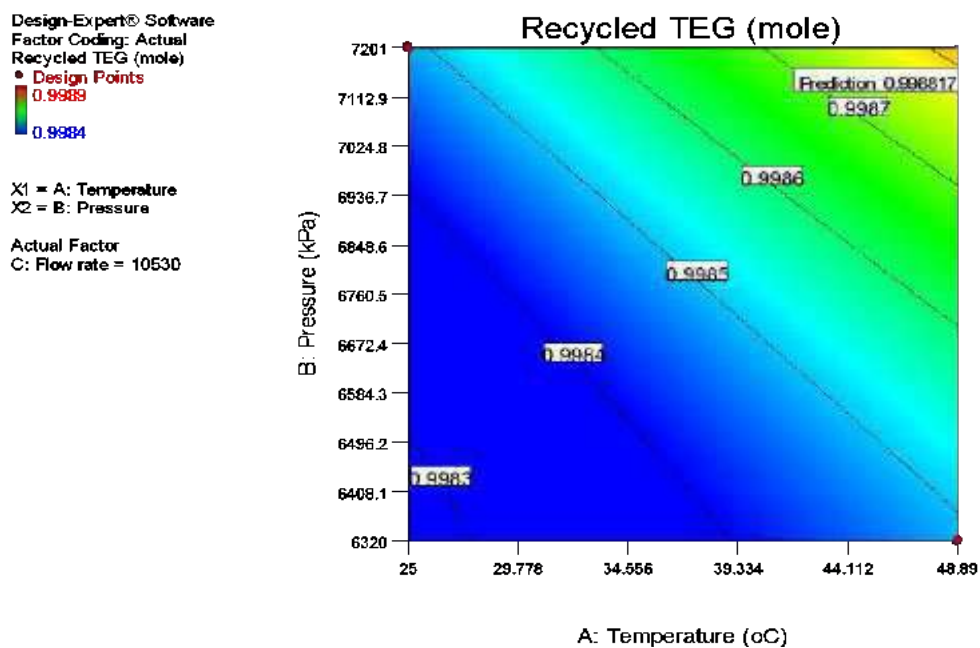 Design-Expert® Software
Factor Coding: Actual
Recycled TEG (mole)
Design Points
0.9989
0.9984
X1 = A: Temperature
X2 = B: Pressure
Actual Factor
C: Flow rate = 10530
Recycled TEG (mole)
7201
7112.9
7024.8
6936.7
6848.6
6760.5
6672.4
6584.3
6496.2
6408.1
6320
B: Pressure (kPa)
Prediction 0.998817
0.9987
0.9986
0.9985
0.9984
0.9983
25
29.778
34.556
39.334
44.112
48.89
A: Temperature (oC)